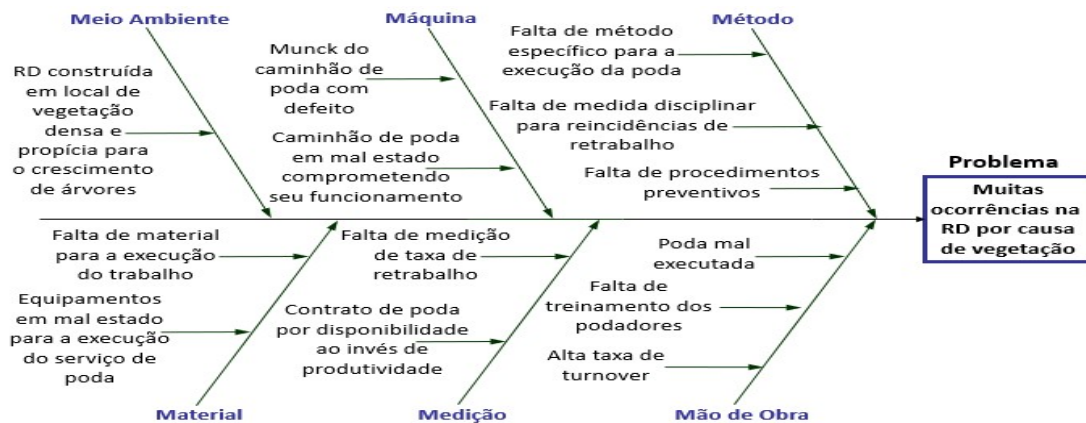 Meio Ambiente
RD construída
em local de
vegetação
densa e
propícia para
o crescimento
de árvores
Máquina
Munck do
caminhão de
poda com
defeito
Caminhão de poda
em mal estado
comprometendo
seu funcionamento
Método
Falta de método
específico para a
execução da poda
Falta de medida disciplinar
para reincidências de
retrabalho
Falta de procedimentos
preventivos
Problema
Muitas
ocorrências na
RD por causa
de vegetação
Falta de material
para a execução
do trabalho
Equipamentos
em mal estado
para a execução
do serviço de
poda
Material
Falta de medição
de taxa de
retrabalho
Contrato de poda
por disponibilidade
ao invés de
produtividade
Medição
Poda mal
executada
Falta de
treinamento dos
podadores
Alta taxa de
turnover
Mão de Obra